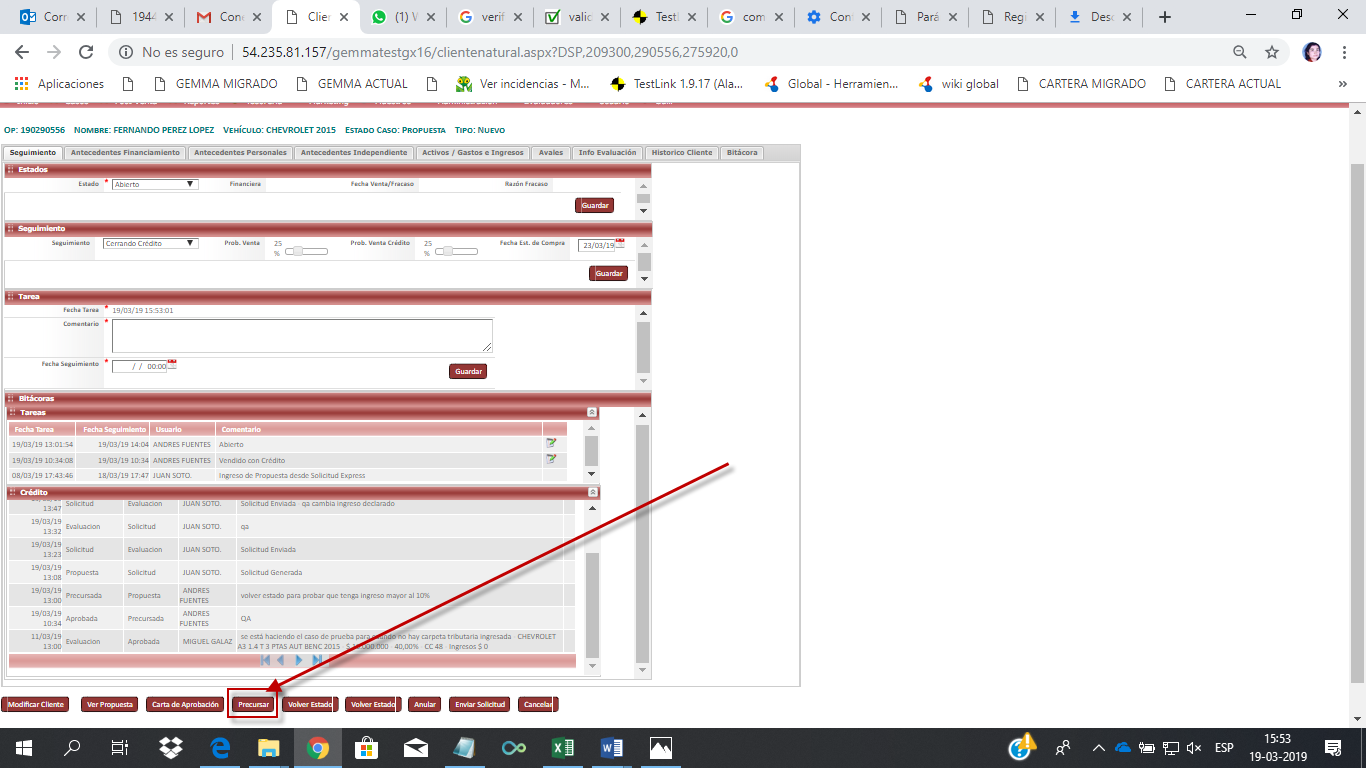 Corr
1944
Cone
Clien
(1) W
verif
valid
Testl
com
Con
Pará
Regi
Desc
No es seguro | 54.235.81.157/gemmatestgx16/clientenatural.aspx?DSP,209300,290556,275920,0
Aplicaciones
GEMMA MIGRADO
GEMMA ACTUAL
Ver incidencias - M...
TestLink 1.9.17 (Ala...
Global - Herramien...
wiki global
CARTERA MIGRADO
CARTERA ACTUAL
»
Op: 190290556 Nombre: FERNANDO PEREZ LOPEZ Vehículo: CHEVROLET 2015 Estado Caso: Propuesta Tipo: Nuevo
Seguimiento
Antecedentes Financiamiento
Antecedentes Personales
Antecedentes Independiente
Activos / Gastos e Ingresos
Avales
Info Evaluación
Historico Cliente
Bitácora
Estados
Estado * Abierto Financiera Fecha Venta/Fracaso Razón Fracaso
Guardar
Seguimiento
Seguimiento Cerrando Crédito Prob. Venta 25 % Prob. Venta Crédito 25 % Fecha Est. de Compra 23/03/19
Guardar
Tarea
Fecha Tarea * 19/03/19 15:53:01
Comentario *
Fecha Seguimiento * / / 00:00
Guardar
Bitácoras
Tareas
Fecha Tarea Fecha Seguimiento Usuario Comentario
19/03/19 13:01:54 19/03/19 14:04 ANDRES FUENTES Abierto
19/03/19 10:34:08 19/03/19 10:34 ANDRES FUENTES Vendido con Crédito
08/03/19 17:43:46 18/03/19 17:47 JUAN SOTO. Ingreso de Propuesta desde Solicitud Express
Crédito
13:47 Solicitud Evaluacion JUAN SOTO. Solicitud Enviada - qa cambia ingreso declarado
19/03/19 13:32 Evaluacion Solicitud JUAN SOTO. qa
19/03/19 13:23 Solicitud Evaluacion JUAN SOTO. Solicitud Enviada
19/03/19 13:08 Propuesta Solicitud JUAN SOTO. Solicitud Generada
19/03/19 13:00 Precursada Propuesta ANDRES FUENTES volver estado para probar que tenga ingreso mayor al 10%
19/03/19 10:34 Aprobada Precursada ANDRES FUENTES QA
11/03/19 13:00 Evaluacion Aprobada MIGUEL GALAZ se está haciendo el caso de prueba para cuando no hay carpeta tributaria ingresada - CHEVROLET
A3 1.4 T 3 PTAS AUT BENC 2015 - $ 000.000 - 40,00% - CC 48 - Ingresos $ 0
Modificar Cliente
Ver Propuesta
Carta de Aprobación
Precursar
Volver Estado
Volver Estado
Anular
Enviar Solicitud
Cancelar
ESP
15:53
19-03-2019